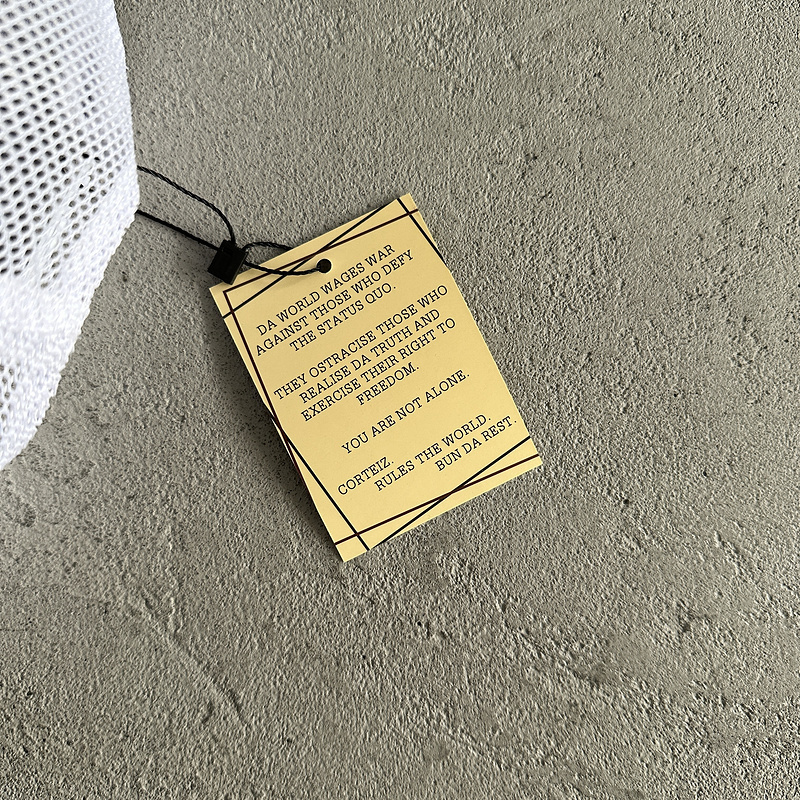 DA WORLD WAGES WAR
AGAINST THOSE WHO DEFY
THE STATUS QUO.
THEY OSTRACISE THOSE WHO
REALISE DA TRUTH AND
EXERCISE THEIR RIGHT TO
FREEDOM.
YOU ARE NOT ALONE.
CORTEIZ.
RULES THE WORLD.
BUN DA REST.